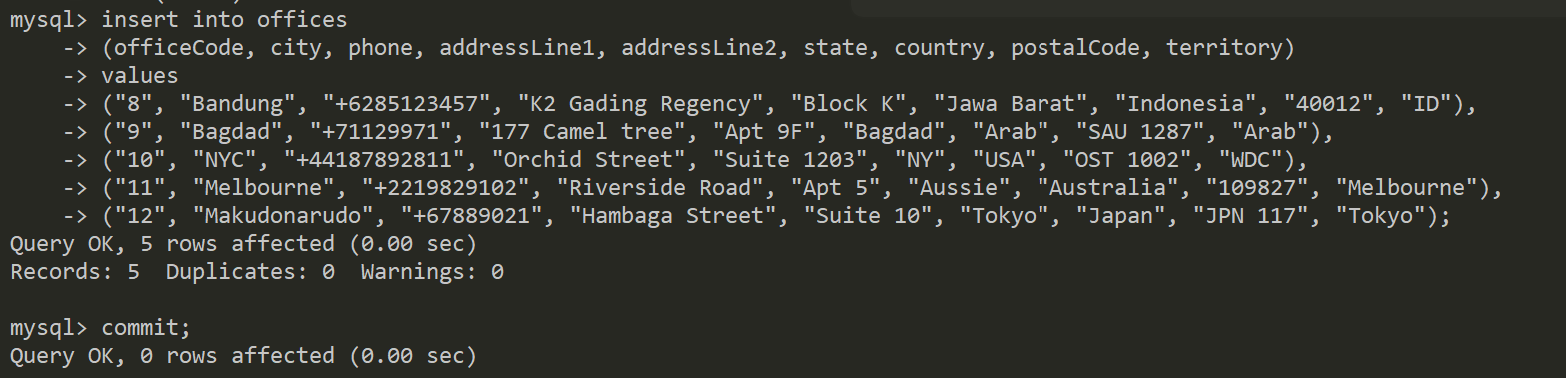 mysql> insert into offices
    -> (officeCode, city, phone, addressLine1, addressLine2, state, country, postalCode, territory)
    -> values
    -> ("8", "Bandung", "+6285123457", "K2 Gading Regency", "Block K", "Jawa Barat", "Indonesia", "40012", "ID"),
    -> ("9", "Bagdad", "+71129971", "177 Camel tree", "Apt 9F", "Bagdad", "Arab", "SAU 1287", "Arab"),
    -> ("10", "NYC", "+44187892811", "Orchid Street", "Suite 1203", "NY", "USA", "OST 1002", "WDC"),
    -> ("11", "Melbourne", "+2219829102", "Riverside Road", "Apt 5", "Aussie", "Australia", "109827", "Melbourne"),
    -> ("12", "Makudonarudo", "+67889021", "Hambaga Street", "Suite 10", "Tokyo", "Japan", "JPN 117", "Tokyo");
Query OK, 5 rows affected (0.00 sec)
Records: 5  Duplicates: 0  Warnings: 0

mysql> commit;
Query OK, 0 rows affected (0.00 sec)